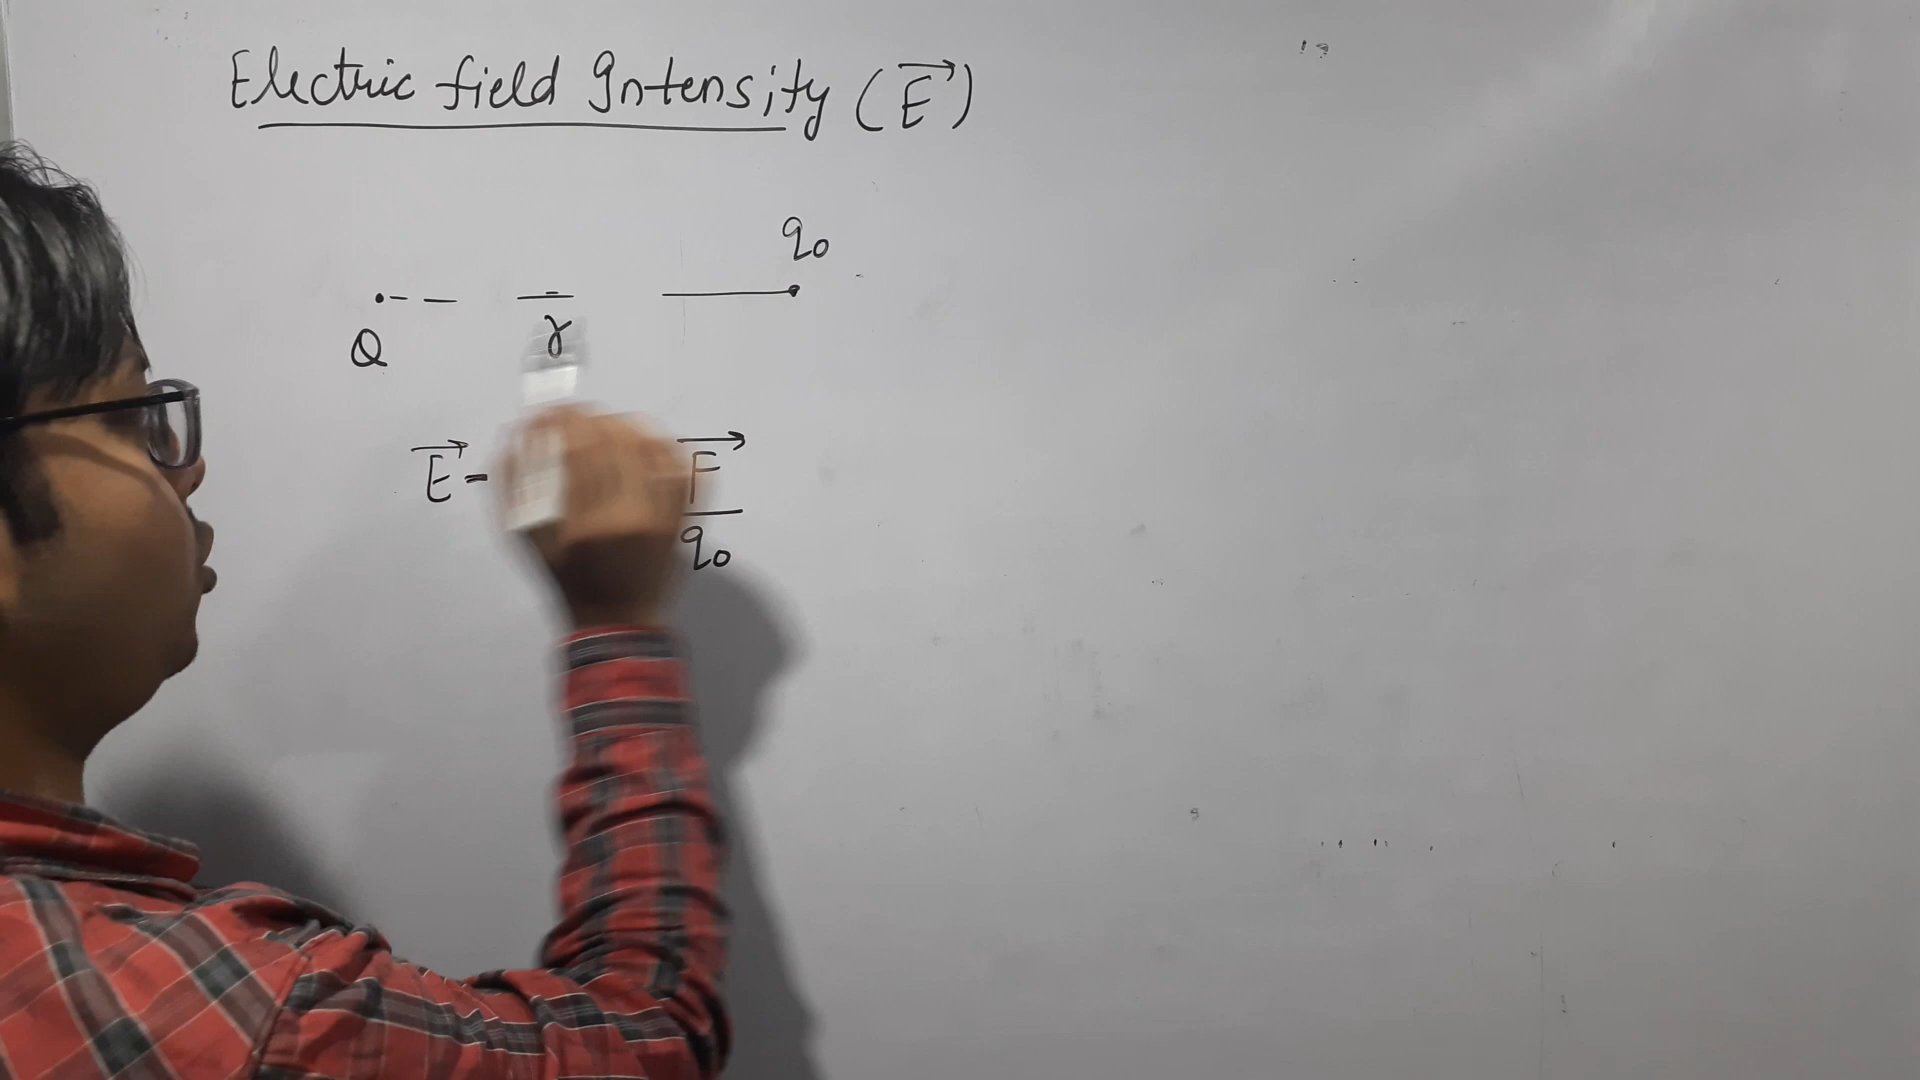 Electric field Intensity (E→)
q₀
Q r
E→ = F→
q₀